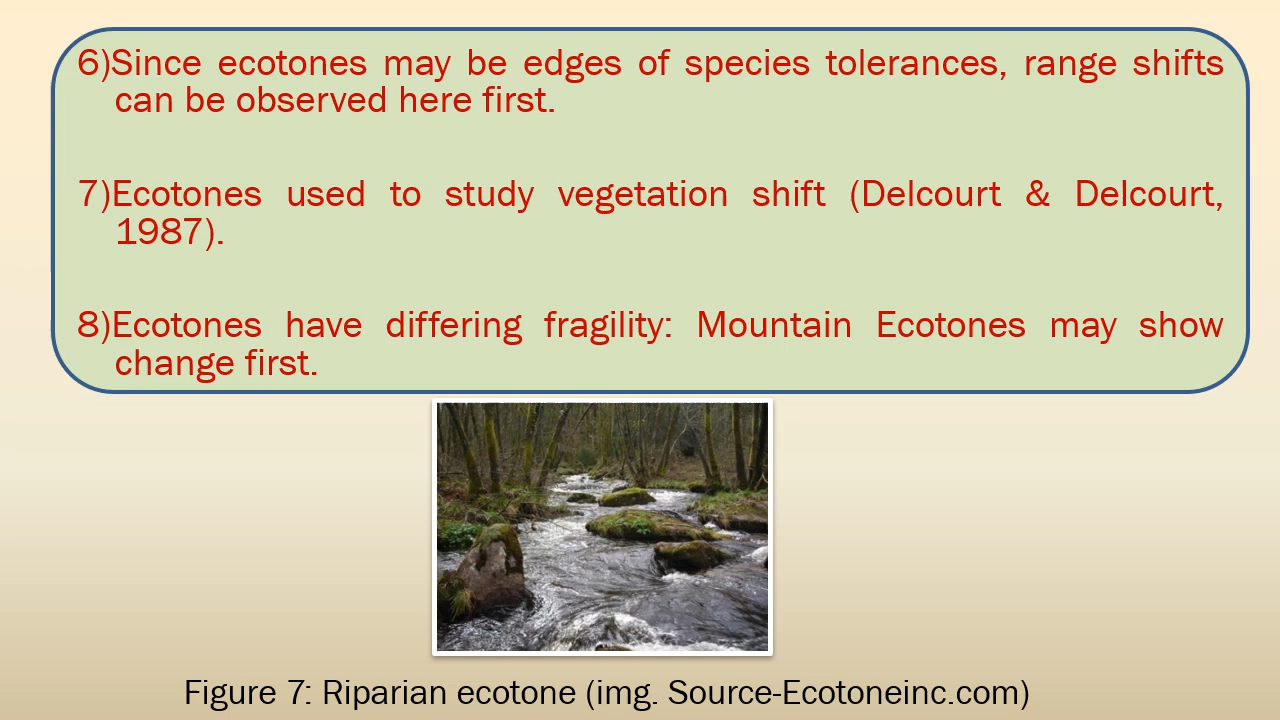 6)Since ecotones may be edges of species tolerances, range shifts
can be observed here first.
7)Ecotones used to study vegetation shift (Delcourt & Delcourt,
1987).
8)Ecotones have differing fragility: Mountain Ecotones may show
change first.
Figure 7: Riparian ecotone (img. Source-Ecotoneinc.com)